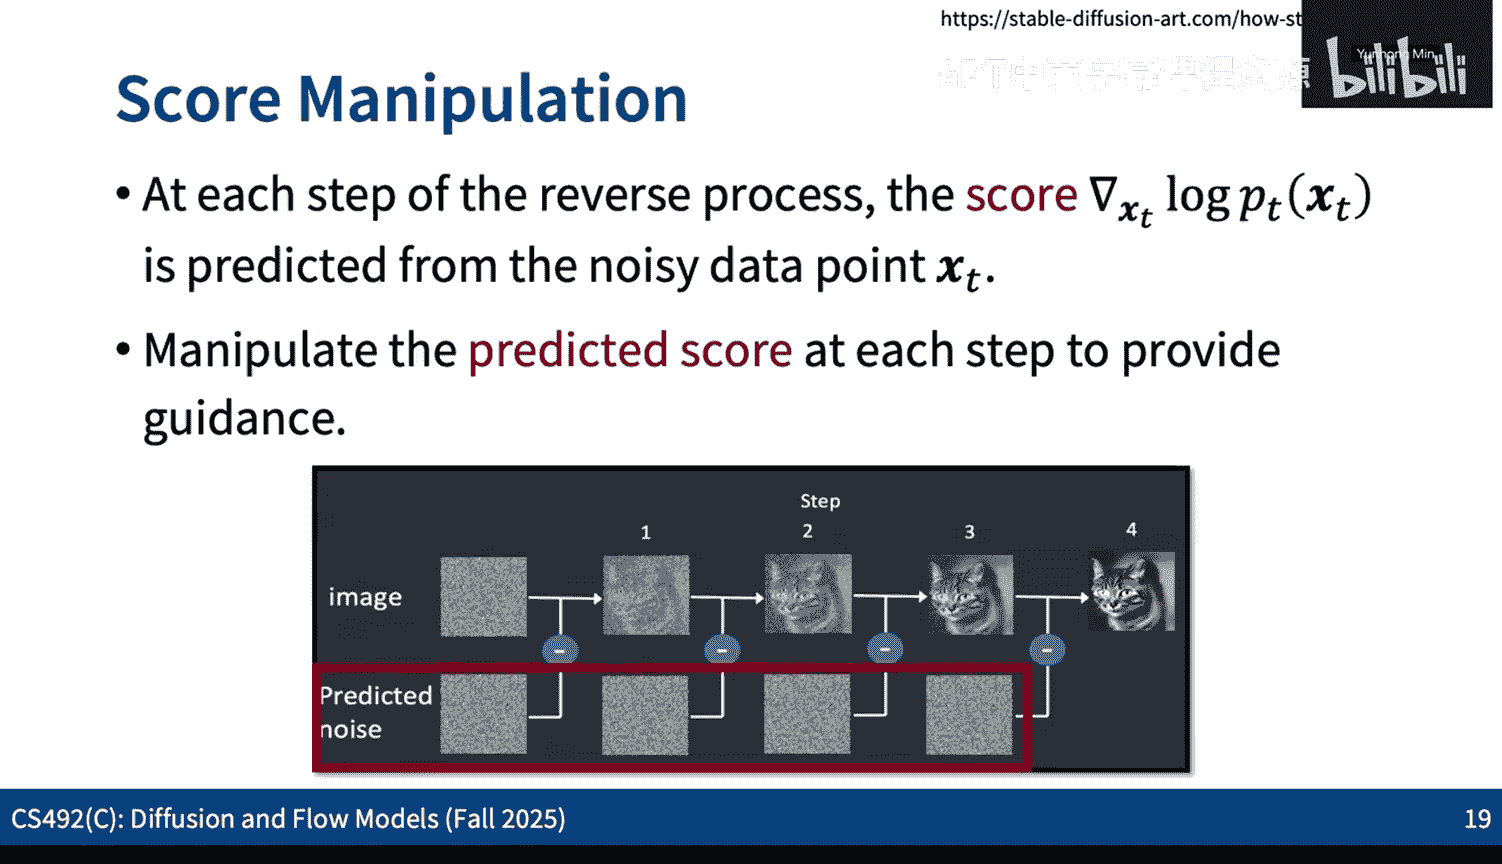 https://stable-diffusion-art.com/how-st
Yunhong Min
bilibili
Score Manipulation
• At each step of the reverse process, the score ∇ₓₜ log pₜ(𝒙ₜ)
is predicted from the noisy data point 𝒙ₜ.
• Manipulate the predicted score at each step to provide
guidance.
Step
1 2 3 4
image
- - - -
Predicted
noise
CS492(C): Diffusion and Flow Models (Fall 2025)
19